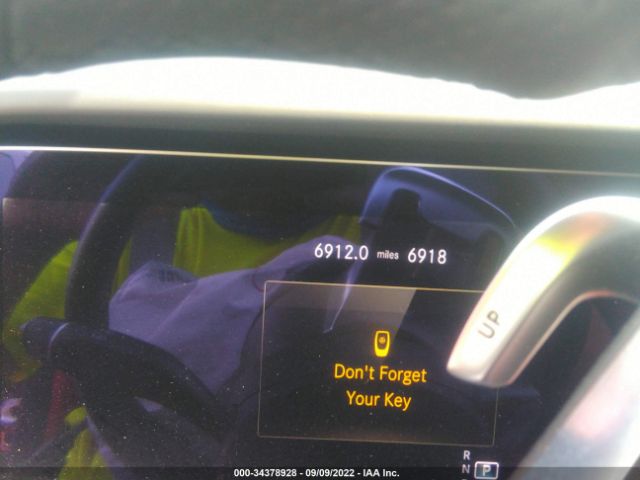 6912.0 miles 6918
UP
Don't Forget
Your Key
R
N P
000-34378928 - 09/09/2022 - IAA Inc.